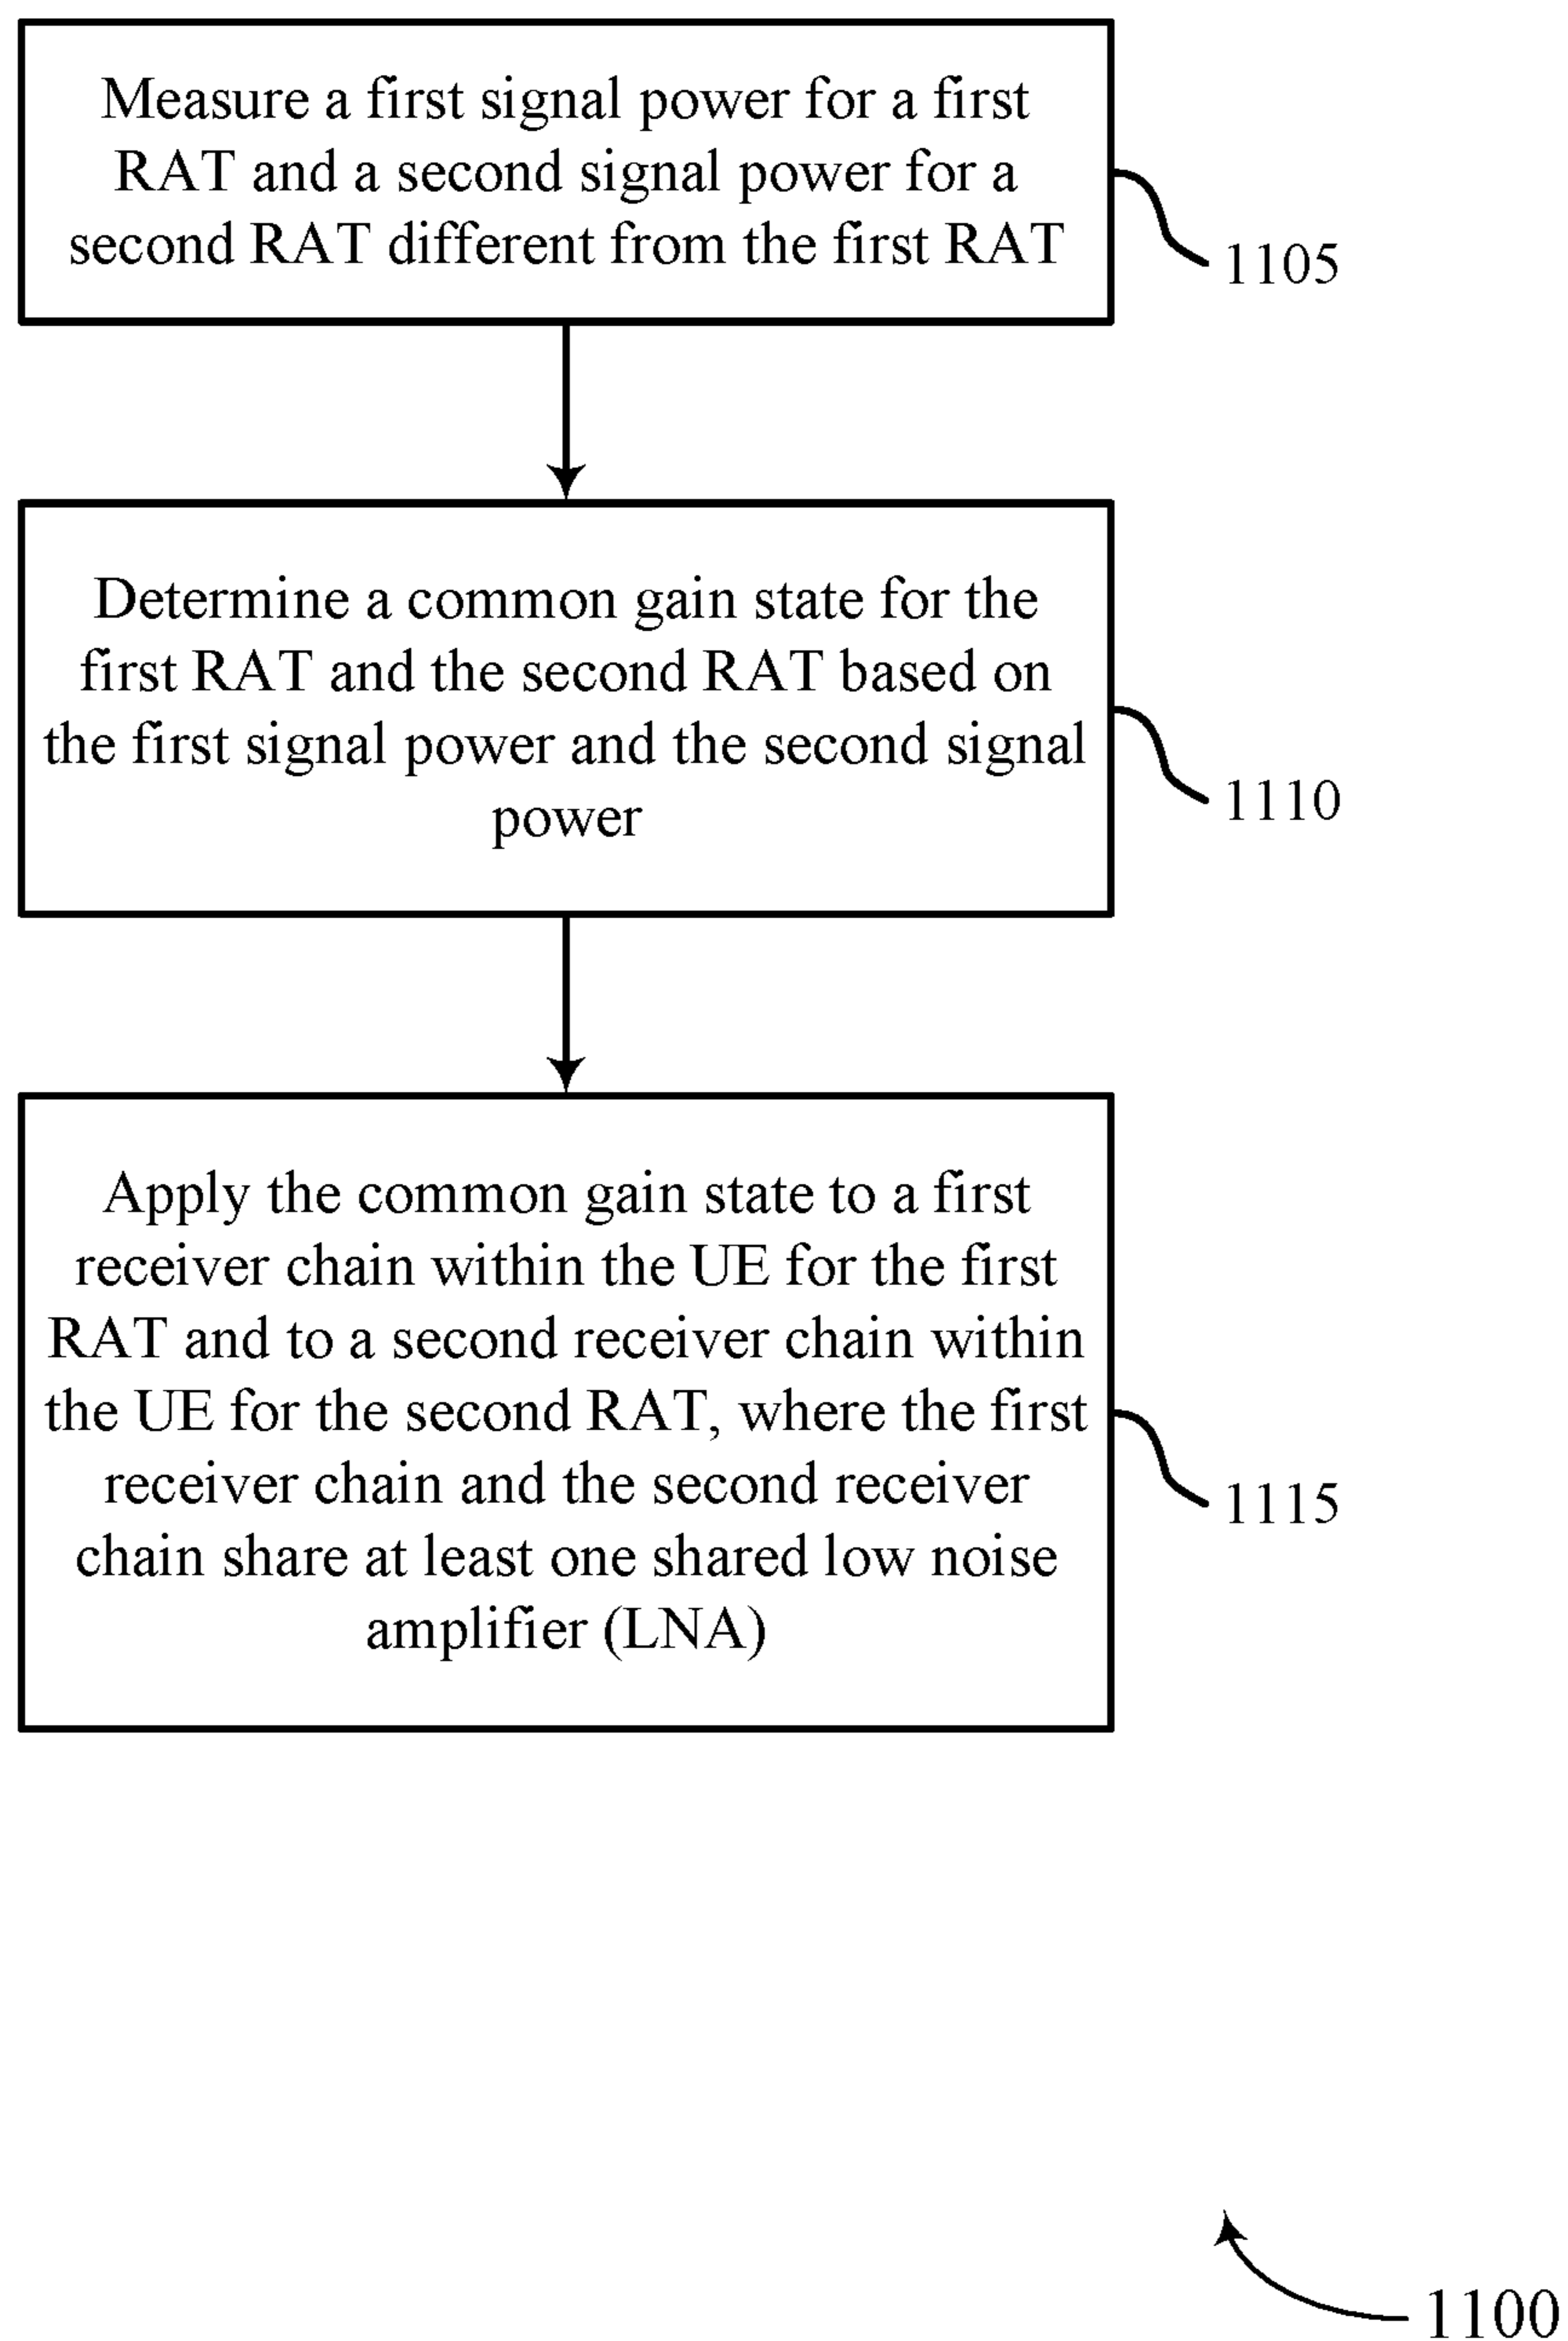 Measure a first signal power for a first
RAT and a second signal power for a
second RAT different from the first RAT
1105
Determine a common gain state for the
first RAT and the second RAT based on
the first signal power and the second signal
power
1110
Apply the common gain state to a first
receiver chain within the UE for the first
RAT and to a second receiver chain within
the UE for the second RAT, where the first
receiver chain and the second receiver
chain share at least one shared low noise
amplifier (LNA)
1115
1100